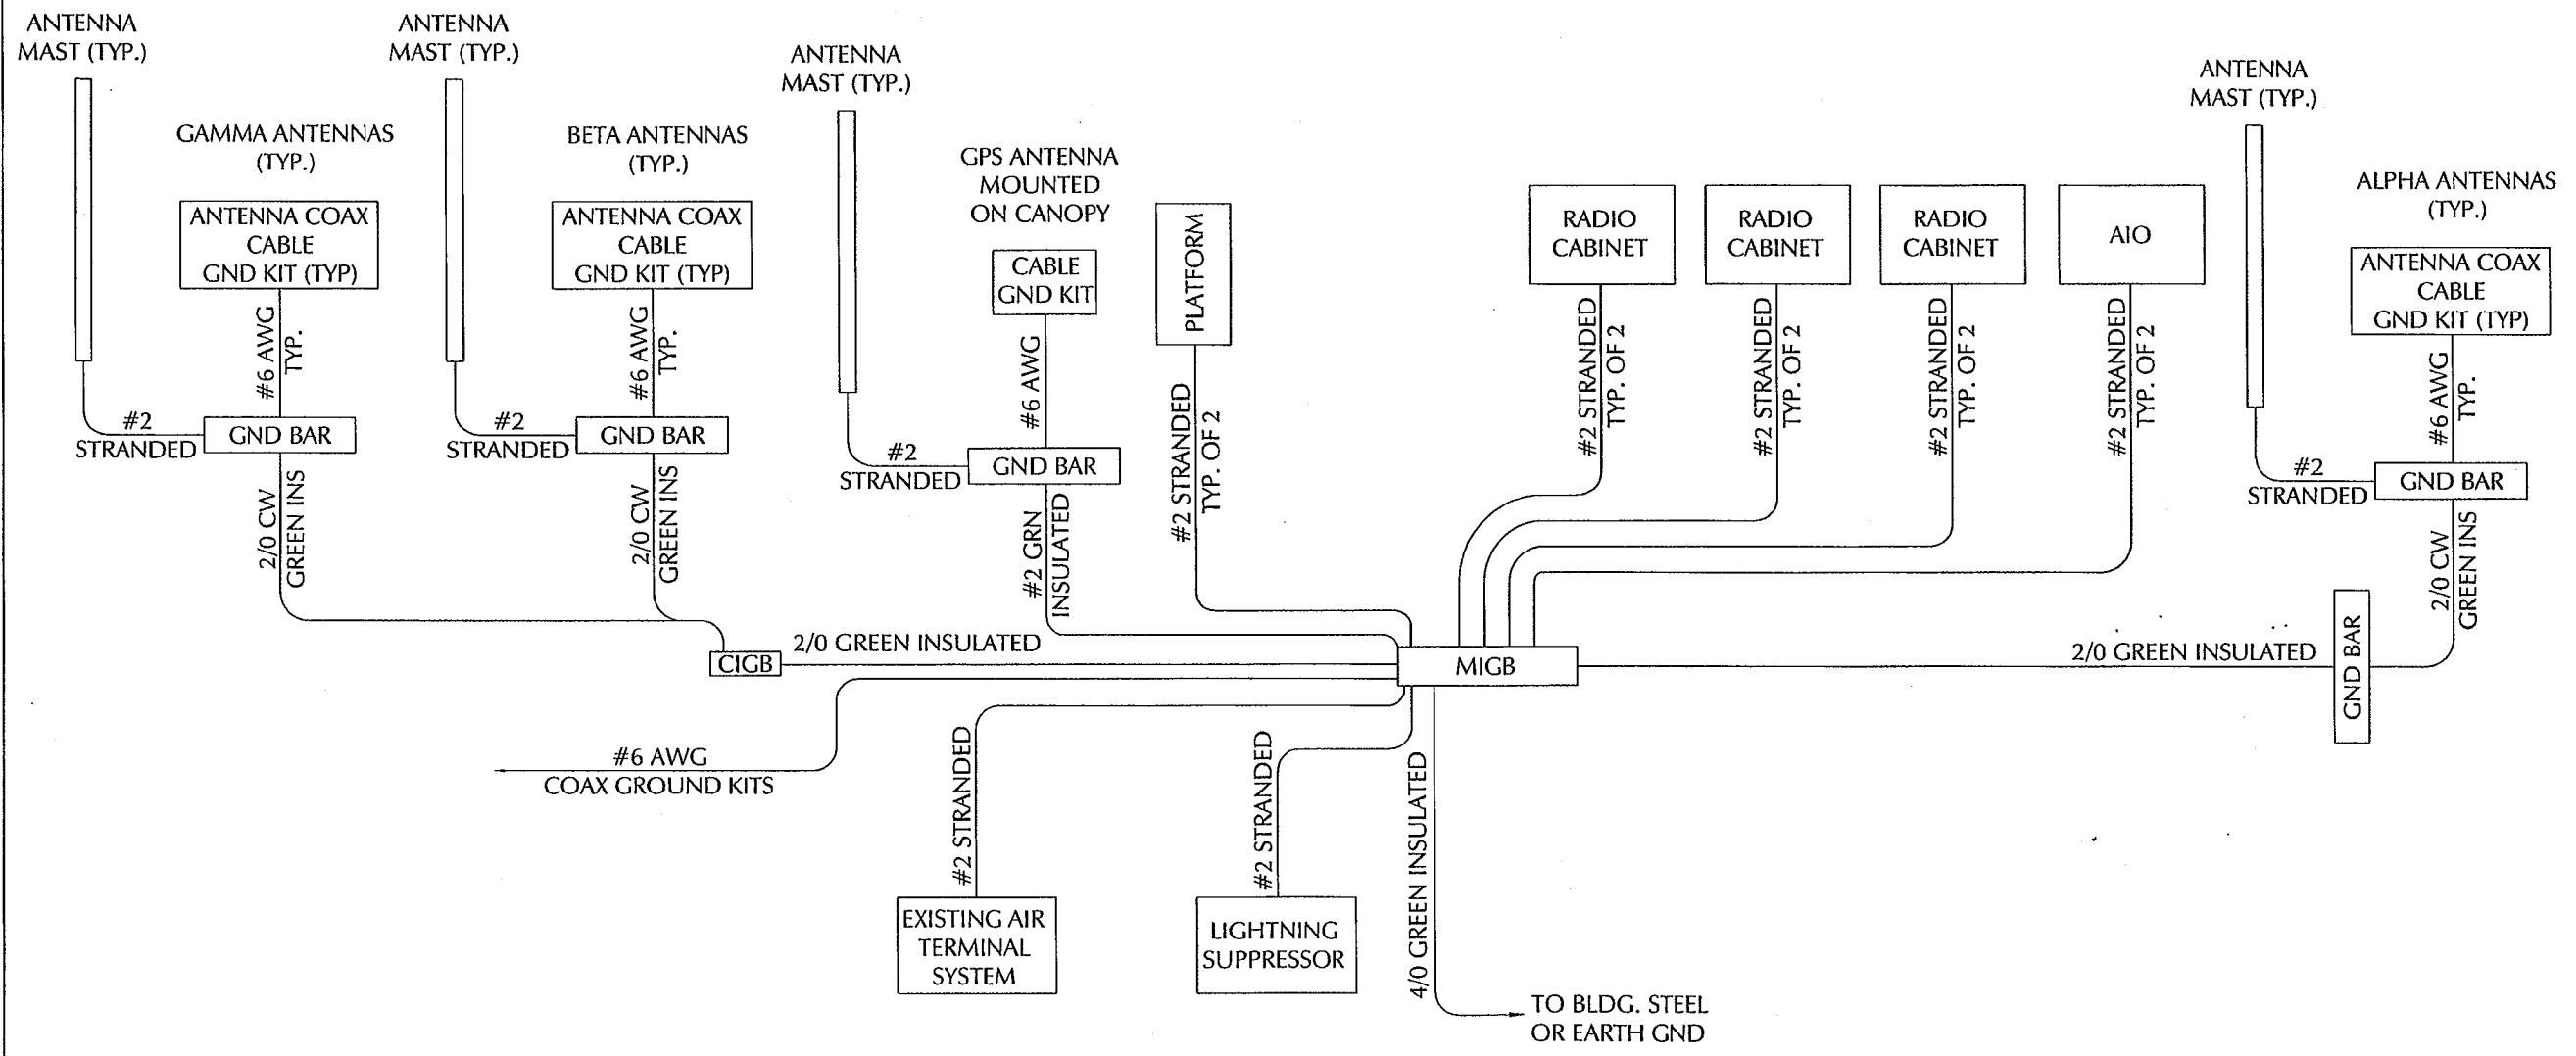 ANTENNA
MAST (TYP.)
GAMMA ANTENNAS
(TYP.)
ANTENNA COAX
CABLE
GND KIT (TYP)
#6 AWG
TYP.
#2
STRANDED
GND BAR
2/0 CW
GREEN INS
ANTENNA
MAST (TYP.)
BETA ANTENNAS
(TYP.)
ANTENNA COAX
CABLE
GND KIT (TYP)
#6 AWG
TYP.
#2
STRANDED
GND BAR
2/0 CW
GREEN INS
ANTENNA
MAST (TYP.)
GPS ANTENNA
MOUNTED
ON CANOPY
CABLE
GND KIT
#6 AWG
#2
STRANDED
GND BAR
#2 GRN
INSULATED
PLATFORM
#2 STRANDED
TYP. OF 2
RADIO
CABINET
#2 STRANDED
TYP. OF 2
RADIO
CABINET
#2 STRANDED
TYP. OF 2
RADIO
CABINET
#2 STRANDED
TYP. OF 2
AIO
#2 STRANDED
TYP. OF 2
ANTENNA
MAST (TYP.)
ALPHA ANTENNAS
(TYP.)
ANTENNA COAX
CABLE
GND KIT (TYP)
#6 AWG
TYP.
#2
STRANDED
GND BAR
2/0 CW
GREEN INS
CIGB
2/0 GREEN INSULATED
MIGB
2/0 GREEN INSULATED
GND BAR
#6 AWG
COAX GROUND KITS
#2 STRANDED
EXISTING AIR
TERMINAL
SYSTEM
#2 STRANDED
LIGHTNING
SUPPRESSOR
4/0 GREEN INSULATED
TO BLDG. STEEL
OR EARTH GND